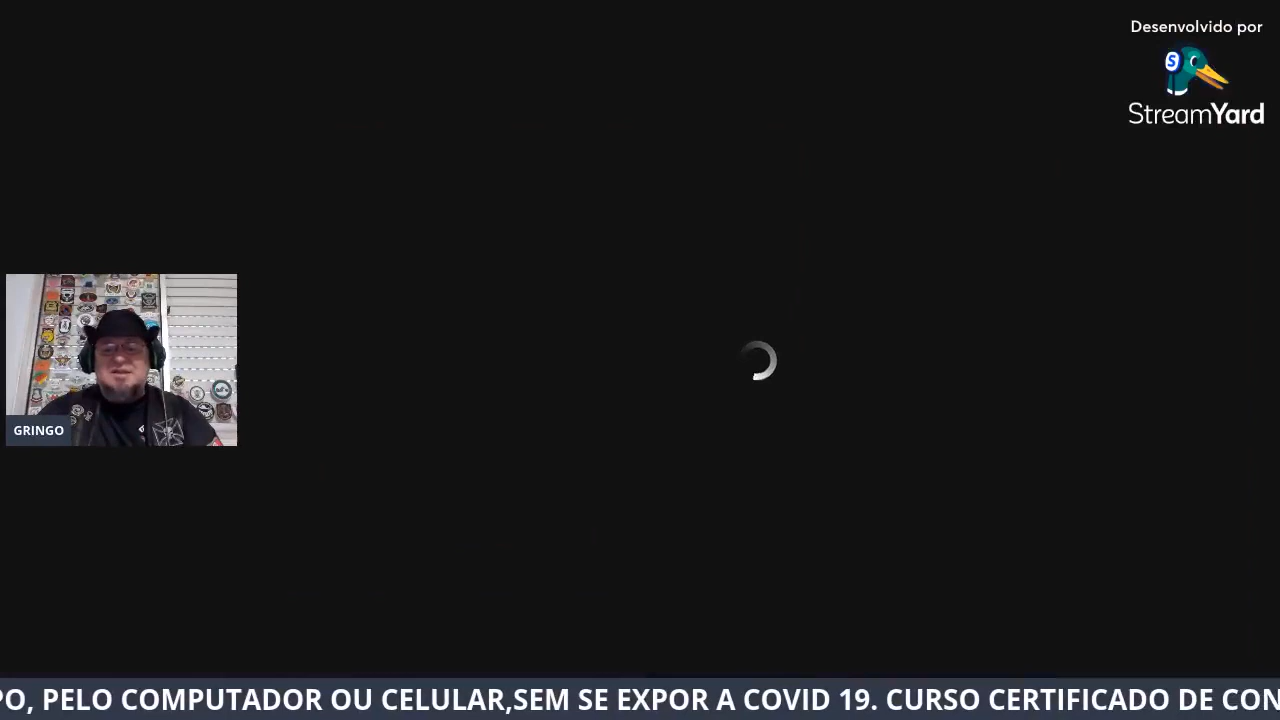 Desenvolvido por
StreamYard
GRINGO
PO, PELO COMPUTADOR OU CELULAR,SEM SE EXPOR A COVID 19. CURSO CERTIFICADO DE CON